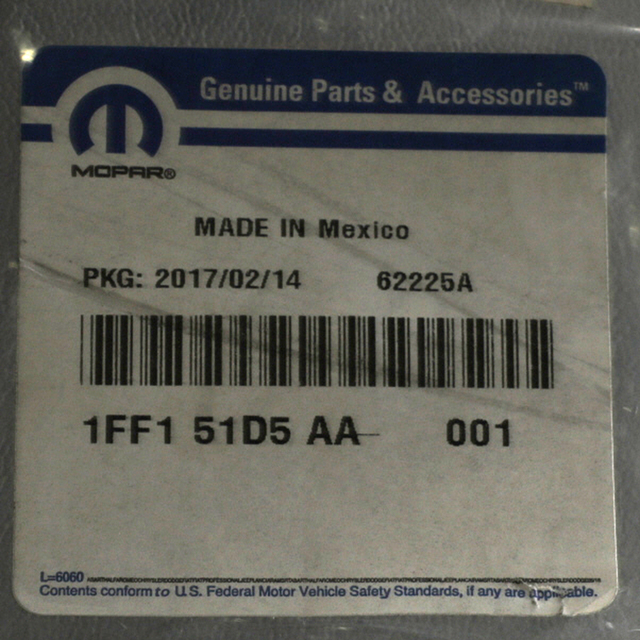 Genuine Parts & Accessories™
MOPAR®
MADE IN Mexico
PKG: 2017/02/14 62225A
1FF1 51D5 AA 001
L=6060
Contents conform to U.S. Federal Motor Vehicle Safety Standards, if any are applicable.